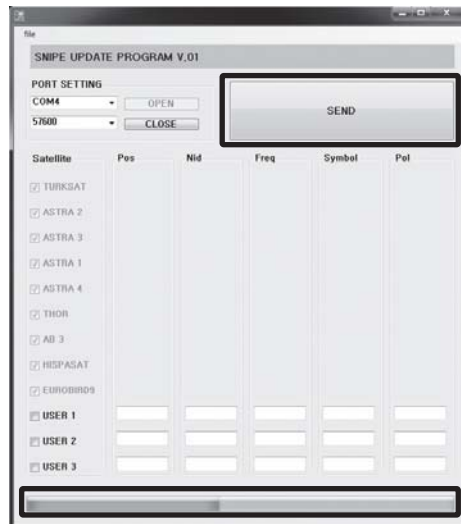 file
SNIPE UPDATE PROGRAM V.01
PORT SETTING
COM4 OPEN
57600 CLOSE
SEND
Satellite Pos Nid Freq Symbol Pol
TURKSAT
ASTRA 2
ASTRA 3
ASTRA 1
ASTRA 4
THOR
AB 3
HISPASAT
EUROBIRD9
USER 1
USER 2
USER 3